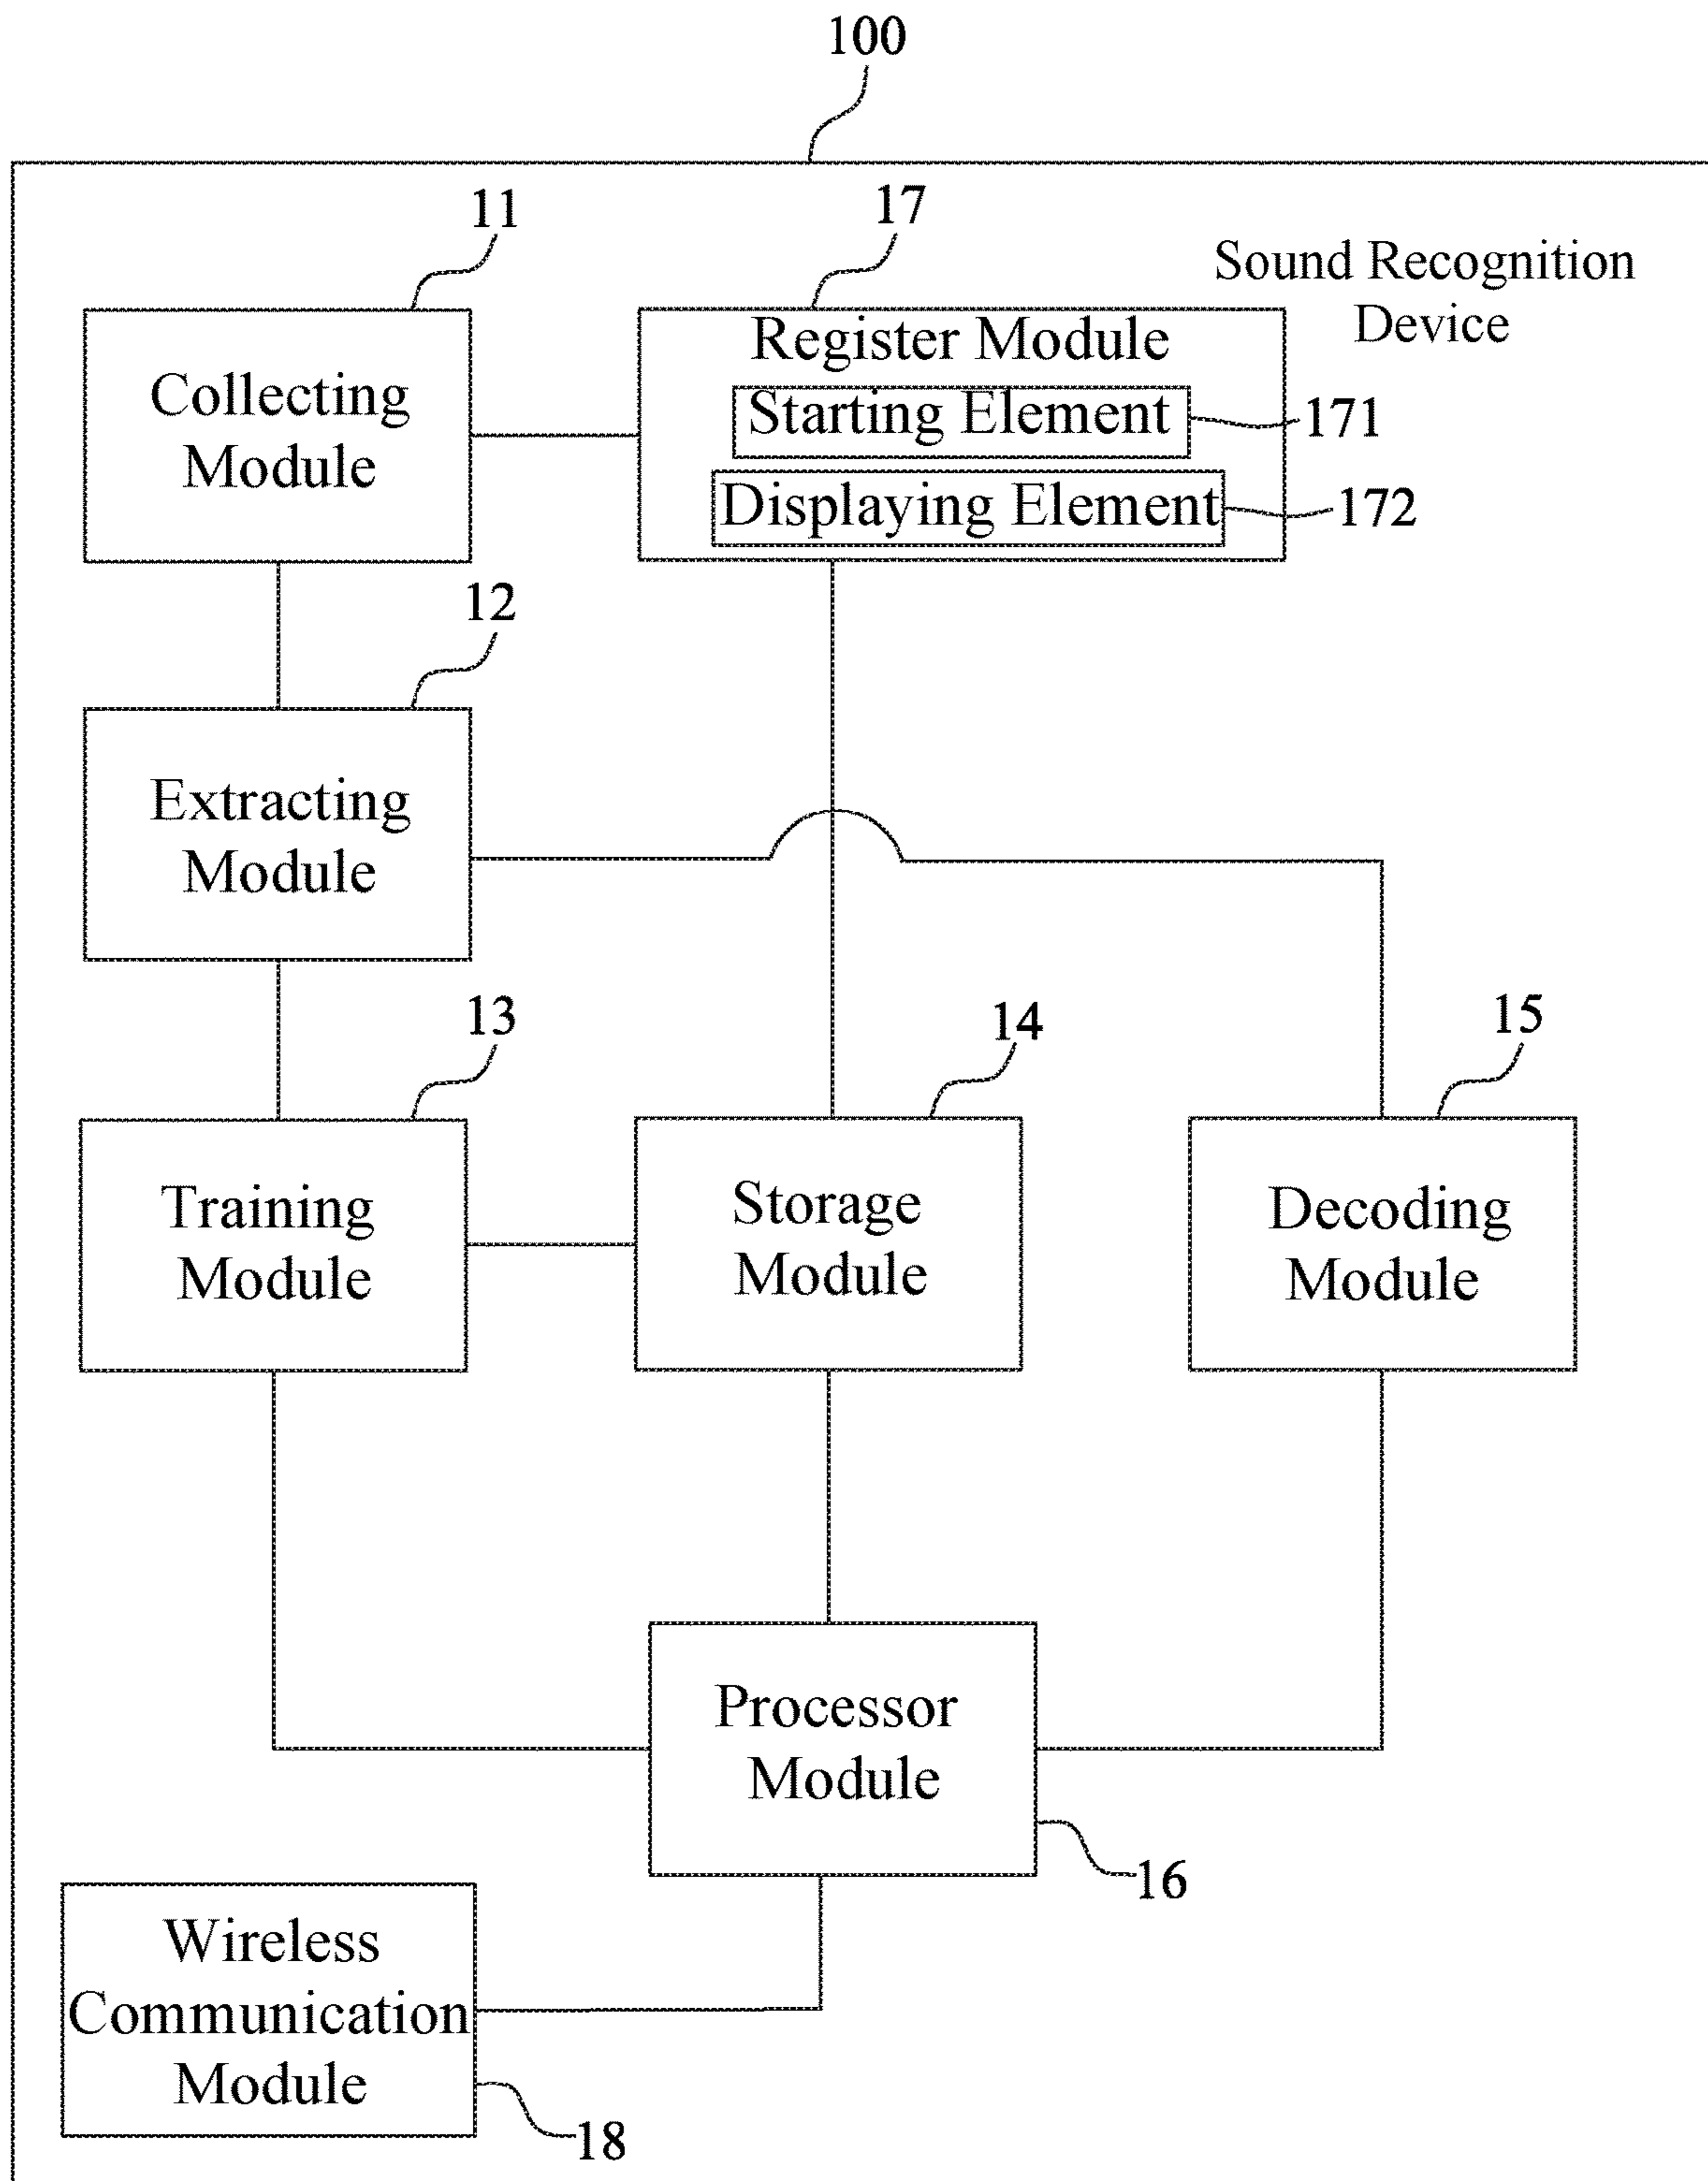 100
11
17
Sound Recognition
Device
Collecting
Module
Register Module
Starting Element
171
Displaying Element
172
12
Extracting
Module
13
14
15
Training
Module
Storage
Module
Decoding
Module
Processor
Module
16
Wireless
Communication
Module
18